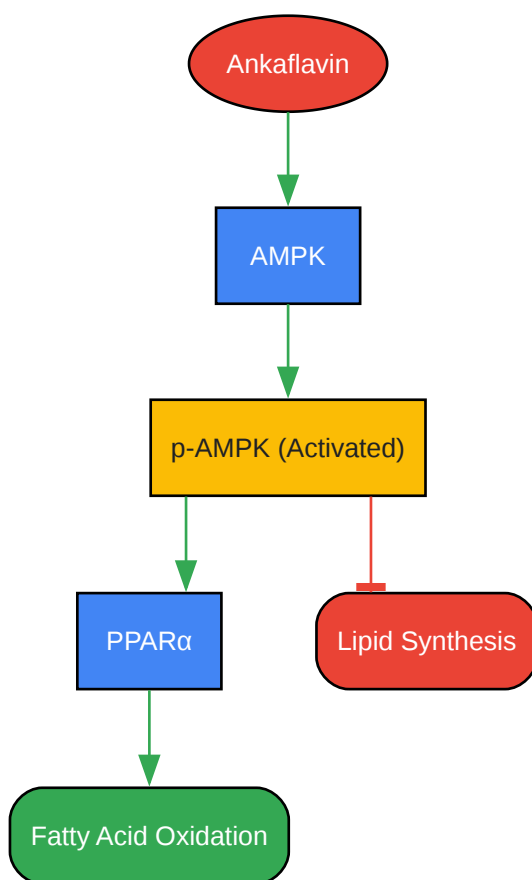 Ankaflavin
AMPK
p-AMPK (Activated)
PPARα
Lipid Synthesis
Fatty Acid Oxidation